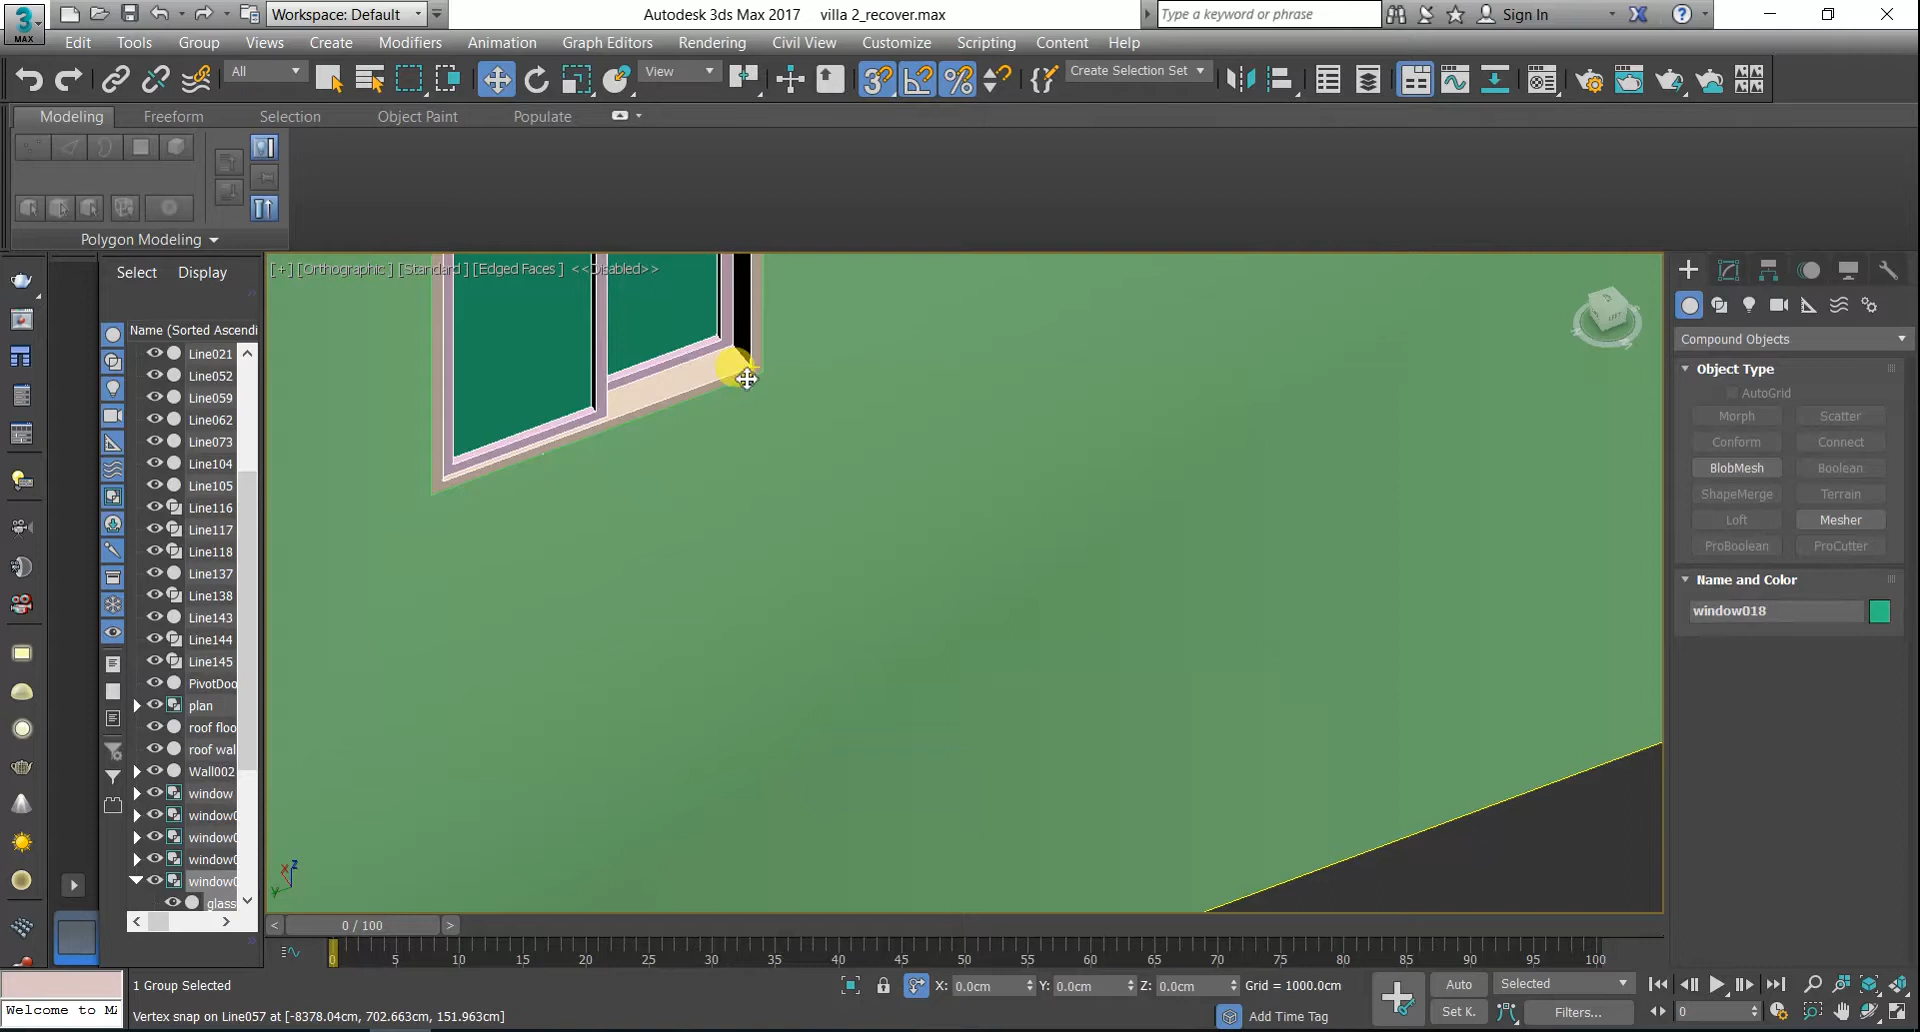 Workspace: Default
Autodesk 3ds Max 2017 villa 2_recover.max
Type a keyword or phrase
Sign In
3
MAX
Edit Tools Group Views Create Modifiers Animation Graph Editors Rendering Civil View Customize Scripting Content Help
All
View
Create Selection Set
Modeling Freeform Selection Object Paint Populate
Polygon Modeling
Select Display
[+] [Orthographic ] [Standard ] [Edged Faces ] <<Disabled>>
Name (Sorted Ascendi
Line021
Line052
Line059
Line062
Line073
Line104
Line105
Line116
Line117
Line118
Line137
Line138
Line143
Line144
Line145
PivotDoo
plan
roof floo
roof wal
Wall002
window
window0
window0
window0
window0
glass
Compound Objects
Object Type
AutoGrid
Morph Scatter
Conform Connect
BlobMesh Boolean
ShapeMerge Terrain
Loft Mesher
ProBoolean ProCutter
Name and Color
window018
z
x
y
0 / 100
0 5 10 15 20 25 30 35 40 45 50 55 60 65 70 75 80 85 90 95 100
1 Group Selected
X: 0.0cm Y: 0.0cm Z: 0.0cm Grid = 1000.0cm
Auto Selected
Welcome to MA
Vertex snap on Line057 at [-8378.04cm, 702.663cm, 151.963cm]
Add Time Tag
Set K. Filters... 0